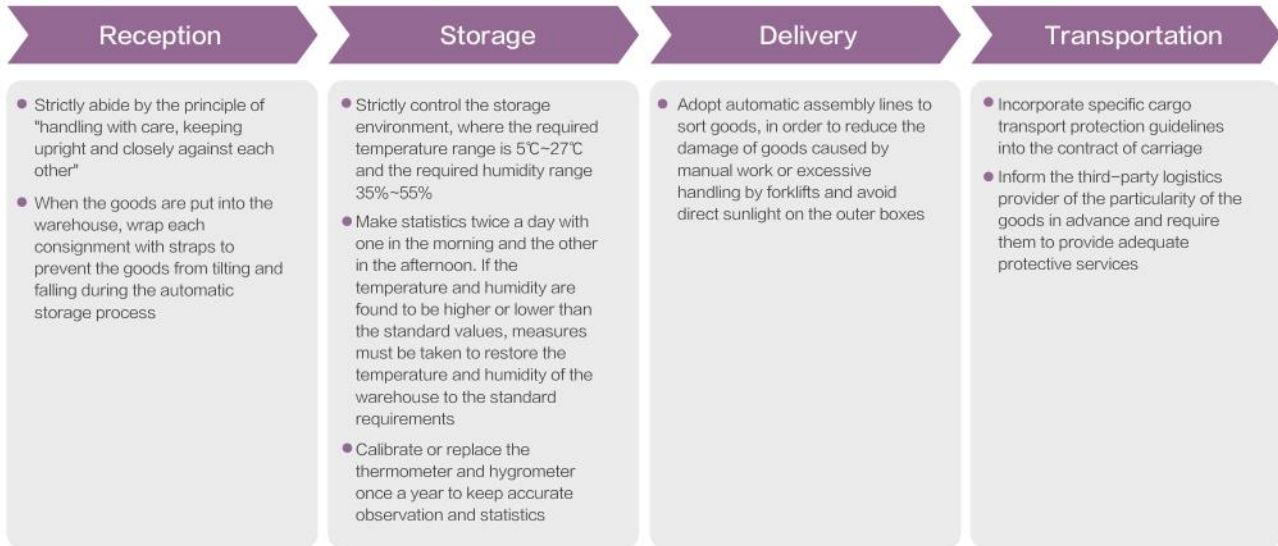 Reception
Storage
Delivery
Transportation
Strictly abide by the principle of
"handling with care, keeping
upright and closely against each
other"
When the goods are put into the
warehouse, wrap each
consignment with straps to
prevent the goods from tilting and
falling during the automatic
storage process
Strictly control the storage
environment, where the required
temperature range is 5℃~27℃
and the required humidity range
35%~55%
Make statistics twice a day with
one in the morning and the other
in the afternoon. If the
temperature and humidity are
found to be higher or lower than
the standard values, measures
must be taken to restore the
temperature and humidity of the
warehouse to the standard
requirements
Calibrate or replace the
thermometer and hygrometer
once a year to keep accurate
observation and statistics
Adopt automatic assembly lines to
sort goods, in order to reduce the
damage of goods caused by
manual work or excessive
handling by forklifts and avoid
direct sunlight on the outer boxes
Incorporate specific cargo
transport protection guidelines
into the contract of carriage
Inform the third-party logistics
provider of the particularity of the
goods in advance and require
them to provide adequate
protective services